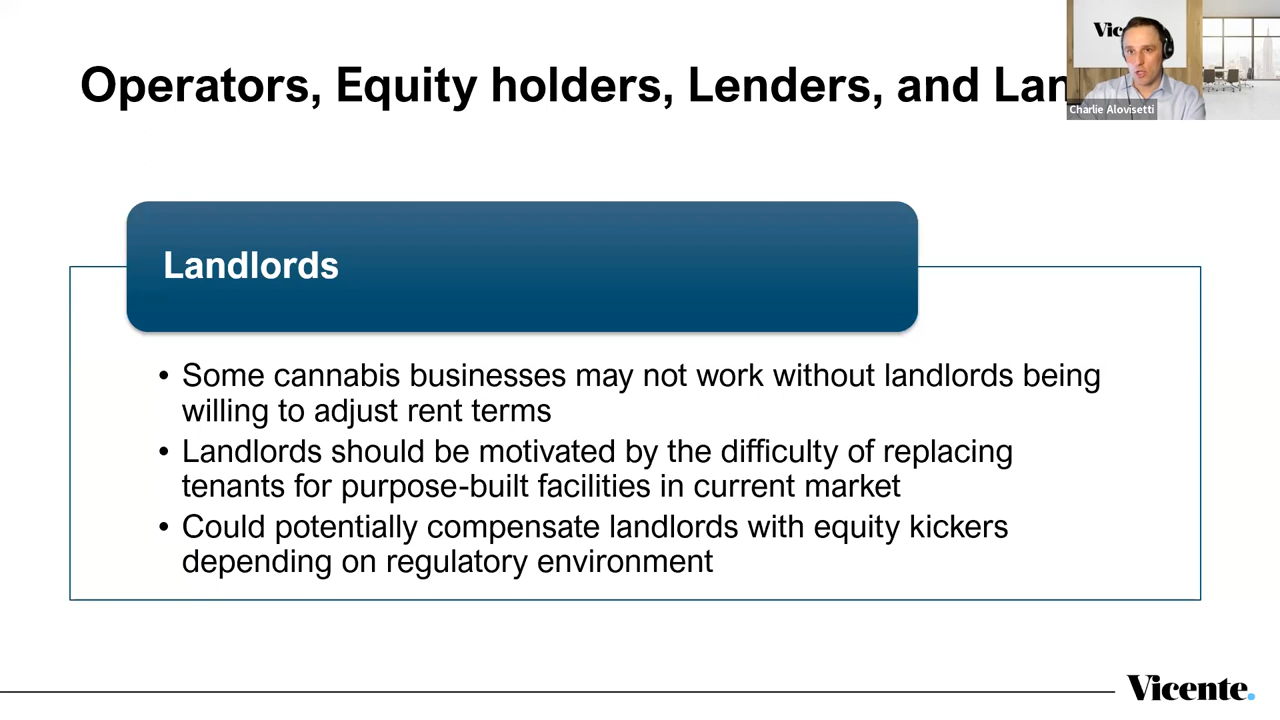 Operators, Equity holders, Lenders, and
Charlie Alovisetti
Landlords
• Some cannabis businesses may not work without landlords being
willing to adjust rent terms
• Landlords should be motivated by the difficulty of replacing
tenants for purpose-built facilities in current market
• Could potentially compensate landlords with equity kickers
depending on regulatory environment
Vicente.